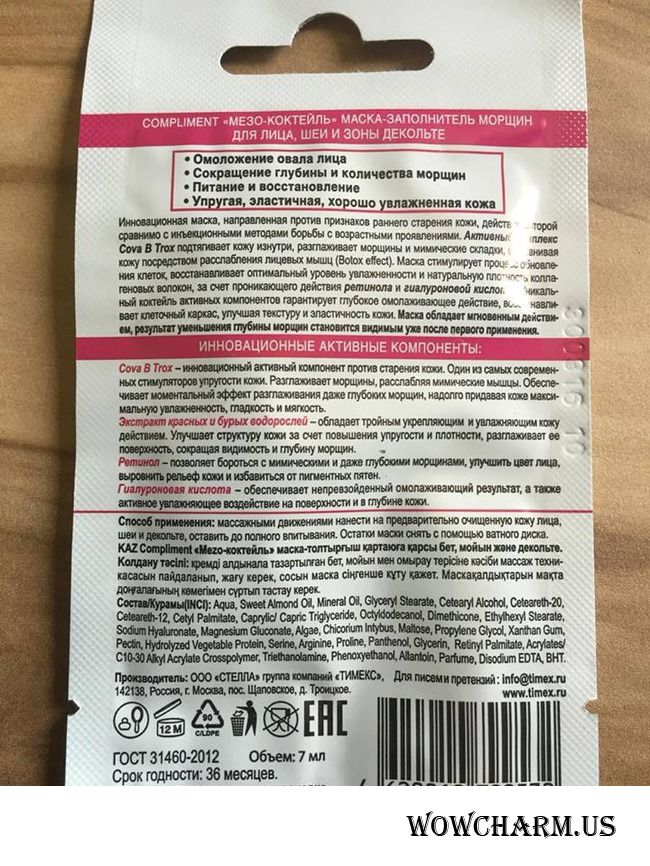 COMPLIMENT «МЕЗО-КОКТЕЙЛЬ» МАСКА-ЗАПОЛНИТЕЛЬ МОРЩИН
ДЛЯ ЛИЦА, ШЕИ И ЗОНЫ ДЕКОЛЬТЕ
• Омоложение овала лица
• Сокращение глубины и количества морщин
• Питание и восстановление
• Упругая, эластичная, хорошо увлажненная кожа
Инновационная маска, направленная против признаков раннего старения кожи, действ
сравнимо с инъекционными методами борьбы с возрастными проявлениями.
Cova B Trox подтягивает кожу изнутри, разглаживает морщины и мимические складки,
кожу посредством расслабления лицевых мышц (Botox effect). Маска стимулирует обновле-
ния клеток, восстанавливает оптимальный уровень увлажненности и натуральную плотность колла-
геновых волокон, за счет проникающего действия ретинола и гиалуроновой
ный коктейль активных компонентов гарантирует глубокое омолаживающее действие,
вает клеточный каркас, улучшая текстуру и эластичность кожи. Маска обладает мгновенным действи-
ем, результат уменьшения глубины морщин становится видимым уже после первого применения.
ИННОВАЦИОННЫЕ АКТИВНЫЕ КОМПОНЕНТЫ:
Cova B Trox – инновационный активный компонент против старения кожи. Один из самых современ-
ных стимуляторов упругости кожи. Разглаживает морщины, расслабляя мимические мышцы. Обеспе-
чивает моментальный эффект разглаживания даже глубоких морщин, надолго придавая коже макси-
мальную увлажненность, гладкость и мягкость.
Экстракт красных и бурых водорослей – обладает тройным укрепляющим и увлажняющим кожу
действием. Улучшает структуру кожи за счет повышения упругости и плотности, разглаживает ее
поверхность, сокращая видимость и глубину морщин.
Ретинол – позволяет бороться с мимическими и даже глубокими морщинами, улучшить цвет лица,
выровнить рельеф кожи и избавиться от пигментных пятен.
Гиалуроновая кислота – обеспечивает непревзойденный омолаживающий результат, а также
активное увлажняющее воздействие на поверхности и в глубине кожи.
300816 10
Способ применения: массажными движениями нанести на предварительно очищенную кожу лица,
шеи и декольте, оставить до полного впитывания. Остатки маски снять с помощью ватного диска.
KAZ Compliment «Мезо-коктейль» маска-толтырғыш қартаюға қарсы бет, мойын және декольте.
Қолдану тәсілі: кремді алдынала тазартылған бет, мойын мен омырау терісіне кәсіби массаж техни-
касасын пайдаланып, жағу керек, сосын маска сіңгенше күту қажет. Масқақалдықтарын мақта
доңғалағының көмегімен сүртып тастау керек.
Состав/Құрамы(INCI): Aqua, Sweet Almond Oil, Mineral Oil, Glyceryl Stearate, Cetearyl Alcohol, Ceteareth-20,
Ceteareth-12, Cetyl Palmitate, Caprylic/ Capric Triglyceride, Octyldodecanol, Dimethicone, Ethylhexyl Stearate,
Sodium Hyaluronate, Magnesium Gluconate, Algae, Chicorium Intybus, Maltose, Propylene Glycol, Xanthan Gum,
Pectin, Hydrolyzed Vegetable Protein, Serine, Arginine, Proline, Panthenol, Glycerin, Retinyl Palmitate, Acrylates/
C10-30 Alkyl Acrylate Crosspolymer, Triethanolamine, Phenoxyethanol, Allantoin, Parfume, Disodium EDTA, BHT.
Производитель: ООО «СТЕЛЛА» группа компаний «ТИМЕКС», Для писем и претензий : info@timex.ru
142138, Россия, г. Москва, пос. Щаповское, д. Троицкое. www.timex.ru
12 M
90
C/LDPE
EAC
ГОСТ 31460-2012 Объем: 7 мл
Срок годности: 36 месяцев.
WOWCHARM.US